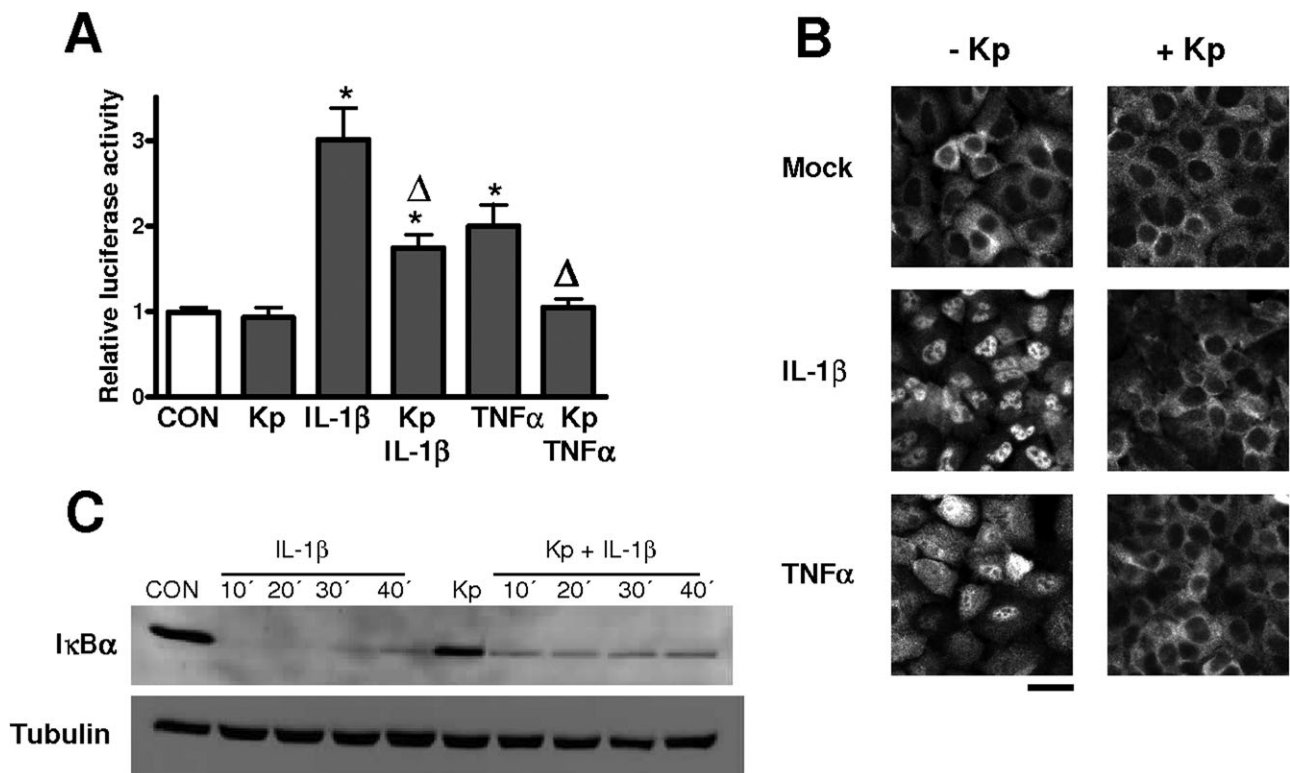 A
Relative luciferase activity
3
2
1
0
*
Δ
*
*
Δ
CON Kp IL-1β Kp TNFα Kp
IL-1β TNFα
B
- Kp + Kp
Mock
IL-1β
TNFα
C
IL-1β Kp + IL-1β
CON 10´ 20´ 30´ 40´ Kp 10´ 20´ 30´ 40´
IκBα
Tubulin